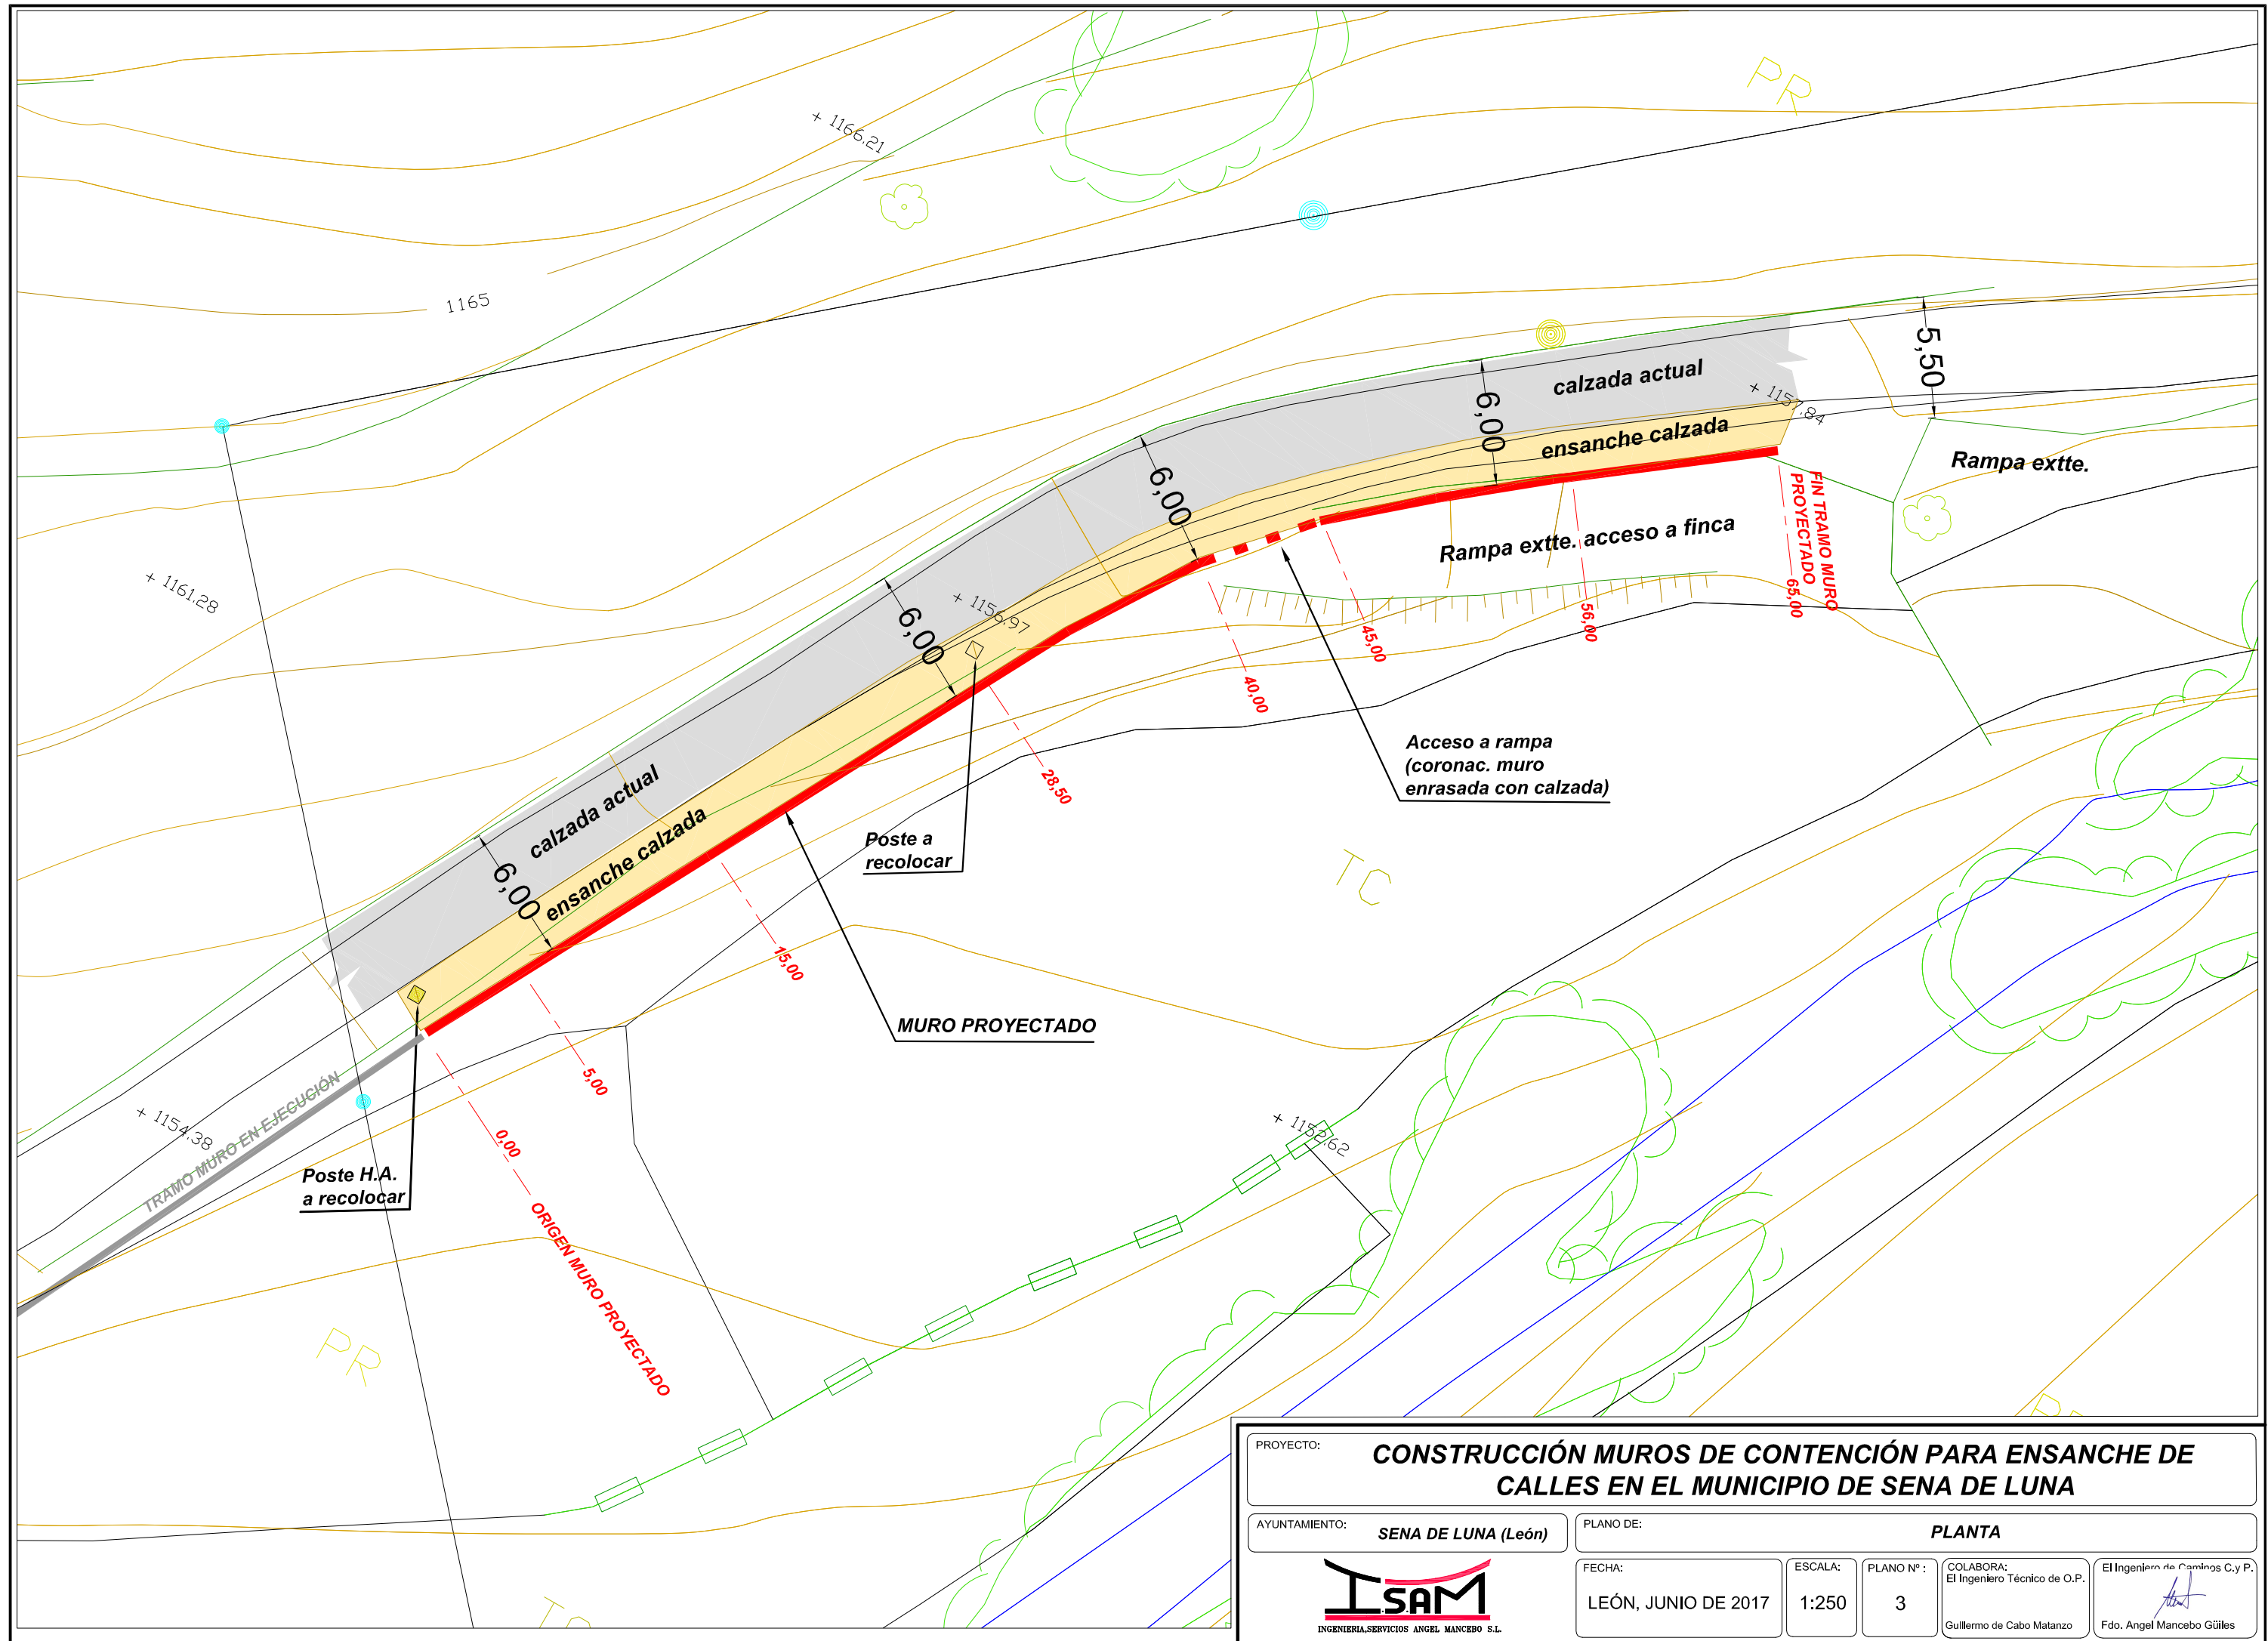 PR
+ 1166.21
1165
5,50
calzada actual
+ 1157.84
6,00
ensanche calzada
Rampa extte.
6,00
FIN TRAMO MURO
PROYECTADO
65,00
Rampa extte. acceso a finca
+ 1161.28
+ 1156.97
6,00
56,00
45,00
40,00
Acceso a rampa
(coronac. muro
enrasada con calzada)
28,50
calzada actual
ensanche calzada
Poste a
recolocar
6,00
TC
15,00
MURO PROYECTADO
5,00
+ 1154.38
TRAMO MURO EN EJECUCIÓN
0,00
ORIGEN MURO PROYECTADO
+ 1152.62
Poste H.A.
a recolocar
PR
PROYECTO:
CONSTRUCCIÓN MUROS DE CONTENCIÓN PARA ENSANCHE DE
CALLES EN EL MUNICIPIO DE SENA DE LUNA
AYUNTAMIENTO:
SENA DE LUNA (León)
PLANO DE:
PLANTA
I.S.A.M
INGENIERIA,SERVICIOS ANGEL MANCEBO S.L.
FECHA:
LEÓN, JUNIO DE 2017
ESCALA:
1:250
PLANO Nº :
3
COLABORA:
El Ingeniero Técnico de O.P.
Guillermo de Cabo Matanzo
El Ingeniero de Caminos C.y P.
Fdo. Angel Mancebo Güiles